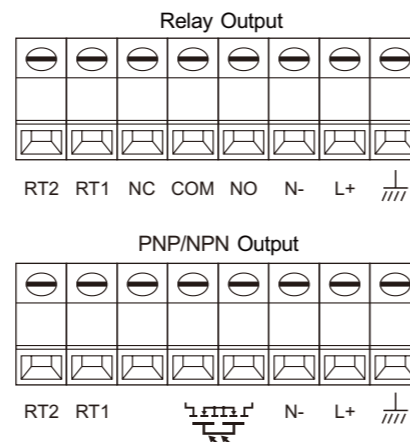 Relay Output
RT2 RT1 NC COM NO N- L+
PNP/NPN Output
RT2 RT1 N- L+